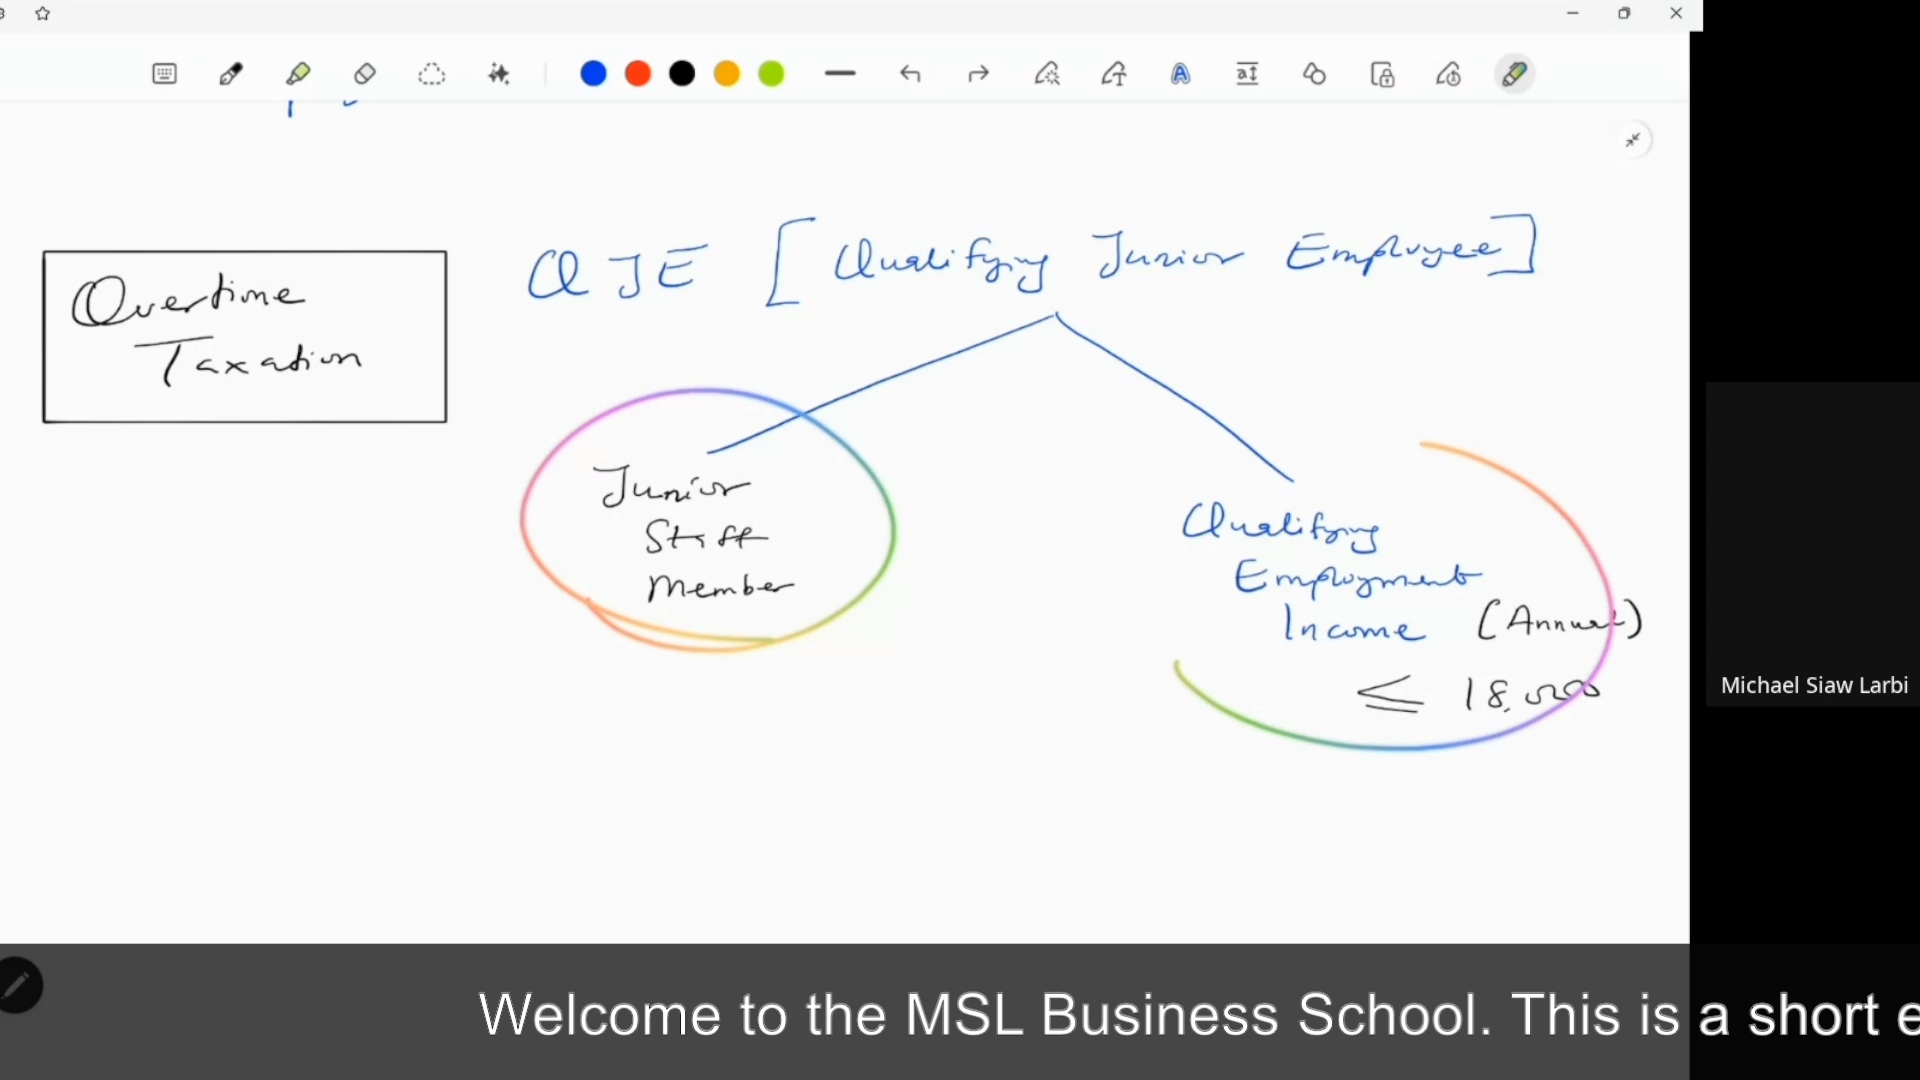 QJE [Qualifying Junior Employee]
Overtime
Taxation
Junior
Staff
Member
Qualifying
Employment
Income (Annual)
≤ 18,000
Michael Siaw Larbi
Welcome to the MSL Business School. This is a short e